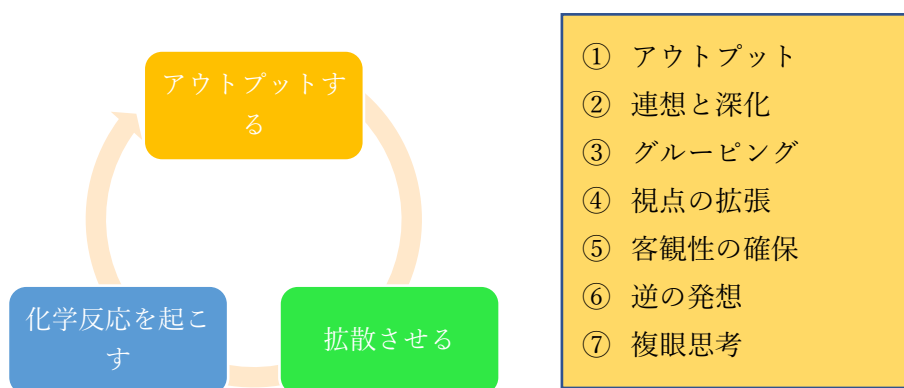 アウトプットす
る
化学反応を起こ
す
拡散させる
① アウトプット
② 連想と深化
③ グルーピング
④ 視点の拡張
⑤ 客観性の確保
⑥ 逆の発想
⑦ 複眼思考